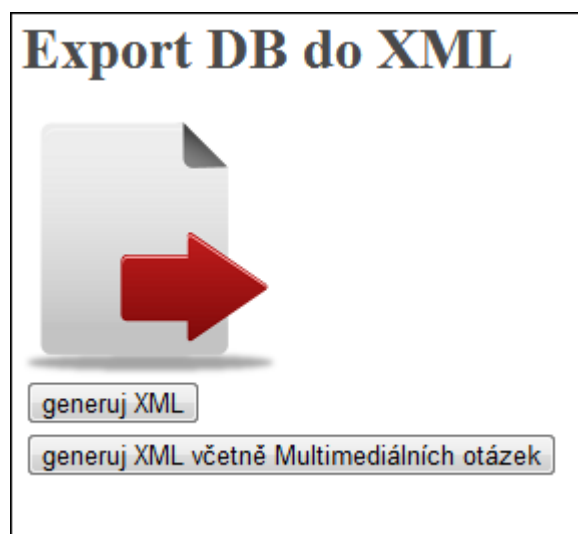 Export DB do XML
generuj XML
generuj XML včetně Multimediálních otázek